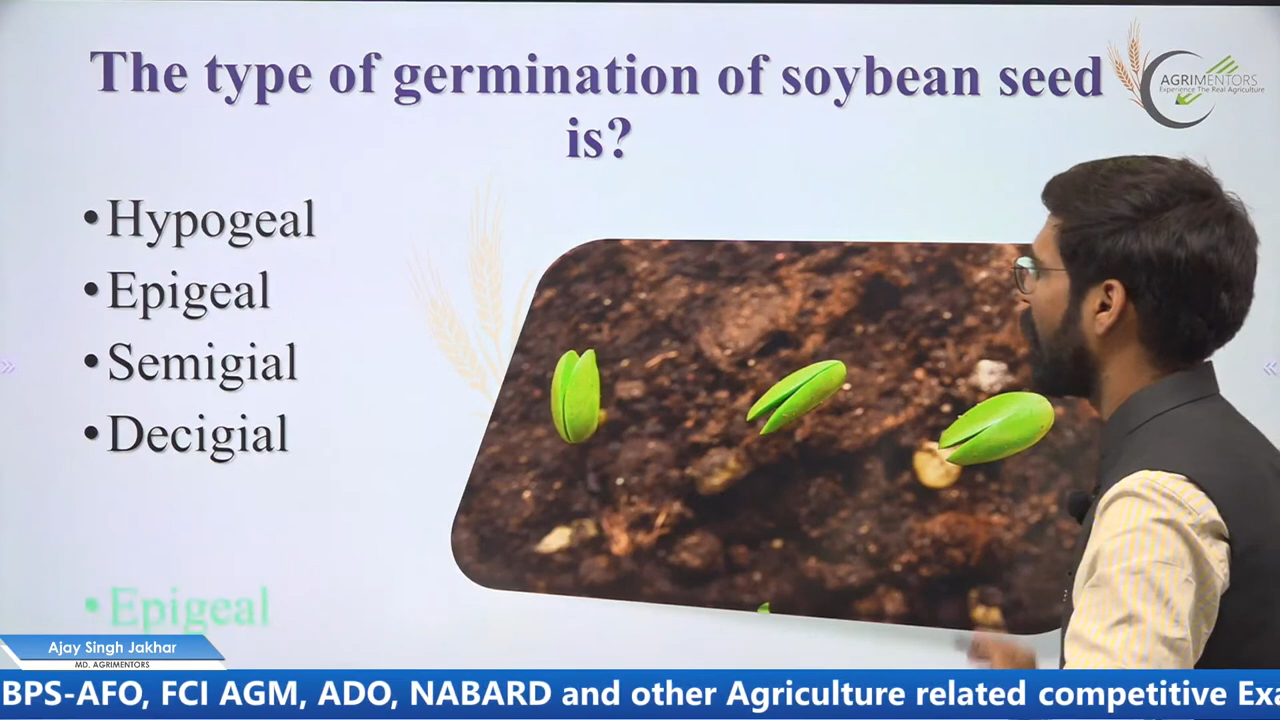 The type of germination of soybean seed
is?
AGRIMENTORS
Experience The Real Agriculture
•Hypogeal
•Epigeal
•Semigial
•Decigial
•Epigeal
Ajay Singh Jakhar
MD. AGRIMENTORS
BPS-AFO, FCI AGM, ADO, NABARD and other Agriculture related competitive Exa